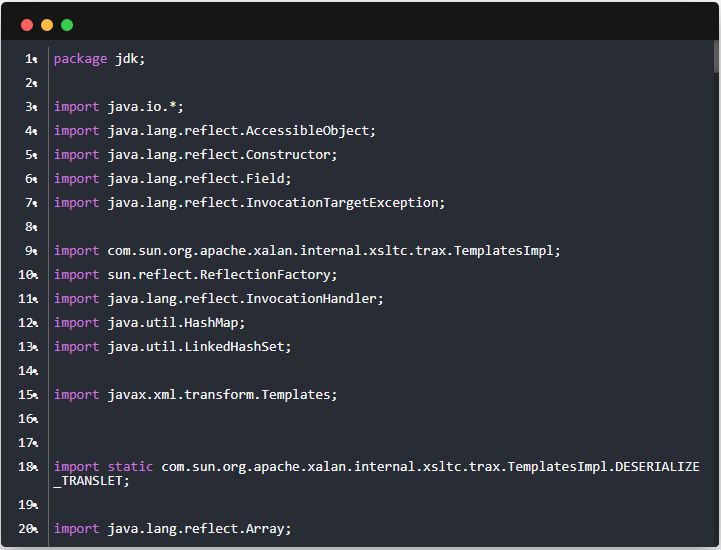 1 package jdk;
2
3 import java.io.*;
4 import java.lang.reflect.AccessibleObject;
5 import java.lang.reflect.Constructor;
6 import java.lang.reflect.Field;
7 import java.lang.reflect.InvocationTargetException;
8
9 import com.sun.org.apache.xalan.internal.xsltc.trax.TemplatesImpl;
10 import sun.reflect.ReflectionFactory;
11 import java.lang.reflect.InvocationHandler;
12 import java.util.HashMap;
13 import java.util.LinkedHashSet;
14
15 import javax.xml.transform.Templates;
16
17
18 import static com.sun.org.apache.xalan.internal.xsltc.trax.TemplatesImpl.DESERIALIZE
_TRANSLET;
19
20 import java.lang.reflect.Array;